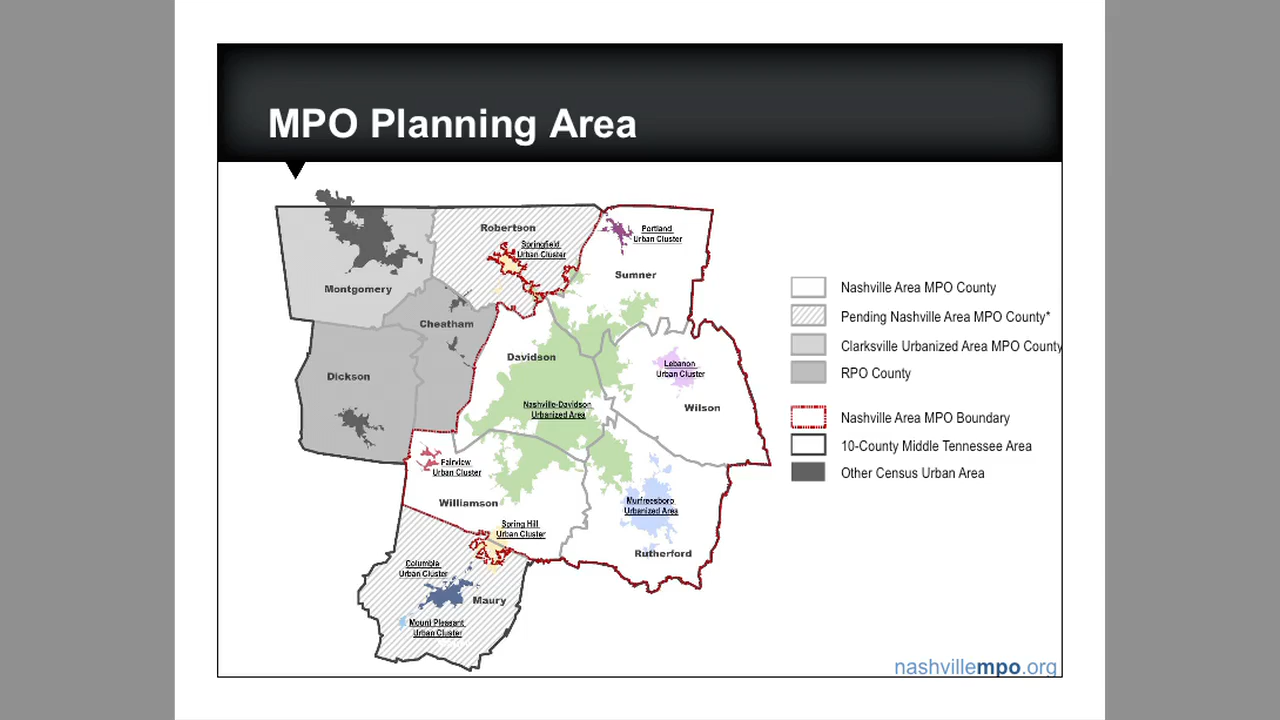 MPO Planning Area
Robertson
Springfield
Urban Cluster
Portland
Urban Cluster
Sumner
Montgomery
Cheatham
Davidson
Lebanon
Urban Cluster
Dickson
Nashville-Davidson
Urbanized Area
Wilson
Fairview
Urban Cluster
Williamson
Murfreesboro
Urbanized Area
Spring Hill
Urban Cluster
Rutherford
Columbia
Urban Cluster
Maury
Mount Pleasant
Urban Cluster
Nashville Area MPO County
Pending Nashville Area MPO County*
Clarksville Urbanized Area MPO County
RPO County
Nashville Area MPO Boundary
10-County Middle Tennessee Area
Other Census Urban Area
nashvillempo.org